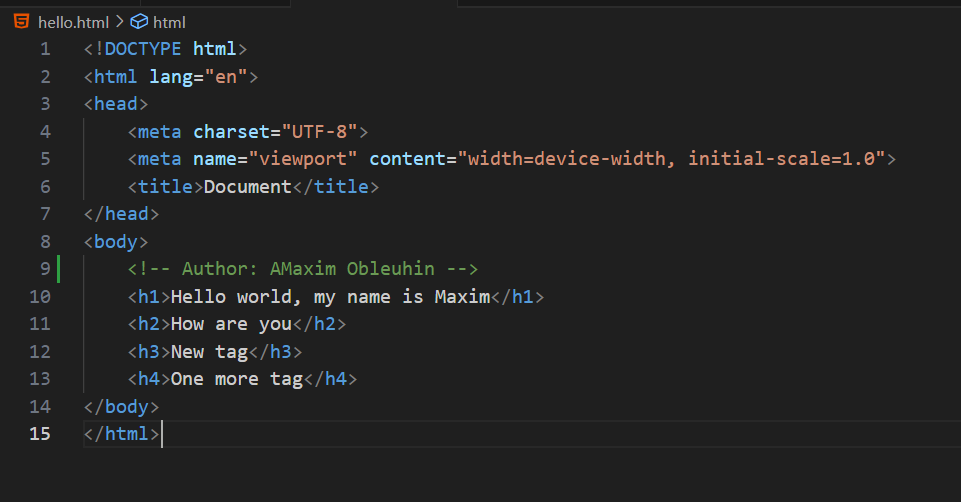 hello.html > html
1 <!DOCTYPE html>
2 <html lang="en">
3 <head>
4     <meta charset="UTF-8">
5     <meta name="viewport" content="width=device-width, initial-scale=1.0">
6     <title>Document</title>
7 </head>
8 <body>
9     <!-- Author: AMaxim Obleuhin -->
10     <h1>Hello world, my name is Maxim</h1>
11     <h2>How are you</h2>
12     <h3>New tag</h3>
13     <h4>One more tag</h4>
14 </body>
15 </html>